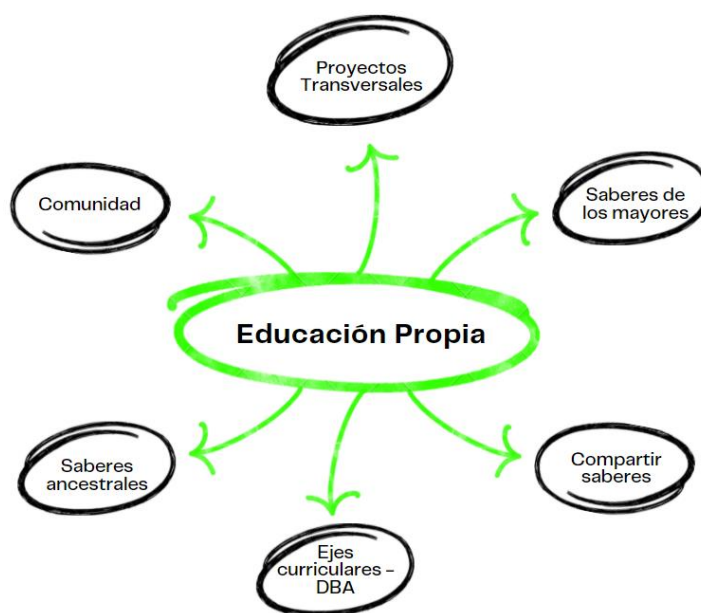 Proyectos
Transversales
Comunidad
Saberes de
los mayores
Educación Propia
Saberes
ancestrales
Compartir
saberes
Ejes
curriculares -
DBA